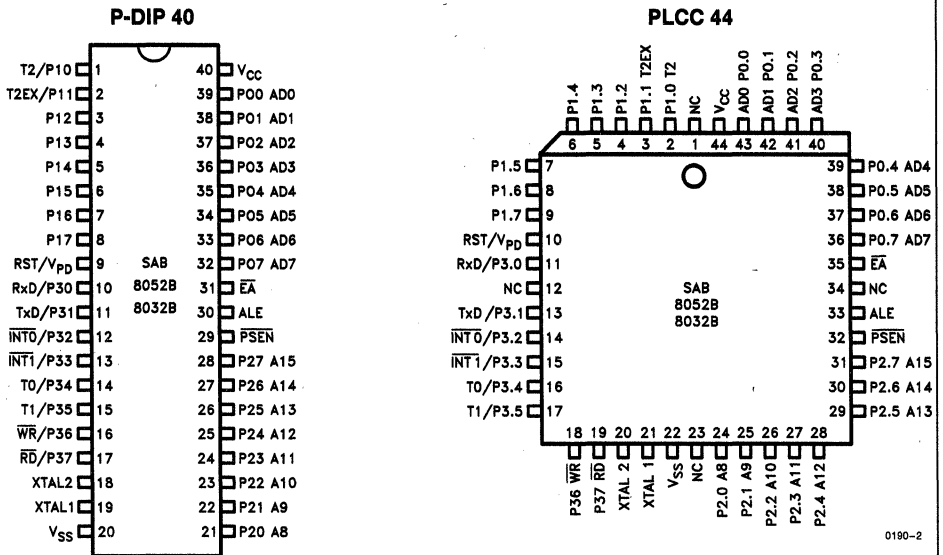 P-DIP 40
T2/P10 1
T2EX/P11 2
P12 3
P13 4
P14 5
P15 6
P16 7
P17 8
RST/VPD 9
RxD/P30 10
TxD/P31 11
INT0/P32 12
INT1/P33 13
T0/P34 14
T1/P35 15
WR/P36 16
RD/P37 17
XTAL2 18
XTAL1 19
VSS 20
SAB
8052B
8032B
40 VCC
39 P00 AD0
38 P01 AD1
37 P02 AD2
36 P03 AD3
35 P04 AD4
34 P05 AD5
33 P06 AD6
32 P07 AD7
31 EA
30 ALE
29 PSEN
28 P27 A15
27 P26 A14
26 P25 A13
25 P24 A12
24 P23 A11
23 P22 A10
22 P21 A9
21 P20 A8
PLCC 44
P1.4
P1.3
P1.2
P1.1 T2EX
P1.0 T2
NC
VCC
AD0 P0.0
AD1 P0.1
AD2 P0.2
AD3 P0.3
6 5 4 3 2 1 44 43 42 41 40
P1.5 7
P1.6 8
P1.7 9
RST/VPD 10
RxD/P3.0 11
NC 12
TxD/P3.1 13
INT0/P3.2 14
INT1/P3.3 15
T0/P3.4 16
T1/P3.5 17
SAB
8052B
8032B
39 P0.4 AD4
38 P0.5 AD5
37 P0.6 AD6
36 P0.7 AD7
35 EA
34 NC
33 ALE
32 PSEN
31 P2.7 A15
30 P2.6 A14
29 P2.5 A13
18 19 20 21 22 23 24 25 26 27 28
P36 WR
P37 RD
XTAL 2
XTAL 1
VSS
NC
P2.0 A8
P2.1 A9
P2.2 A10
P2.3 A11
P2.4 A12
0190-2